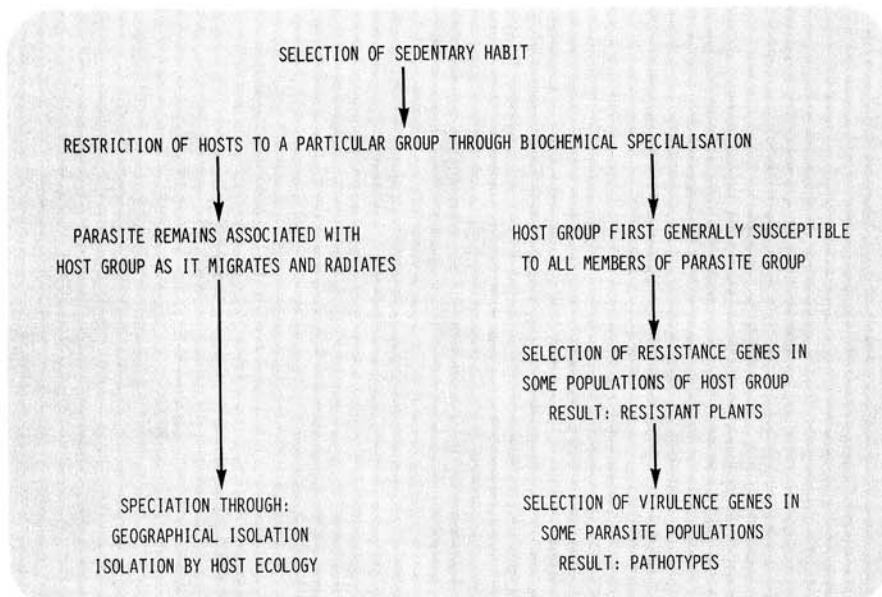 SELECTION OF SEDENTARY HABIT
RESTRICTION OF HOSTS TO A PARTICULAR GROUP THROUGH BIOCHEMICAL SPECIALISATION
PARASITE REMAINS ASSOCIATED WITH
HOST GROUP AS IT MIGRATES AND RADIATES
HOST GROUP FIRST GENERALLY SUSCEPTIBLE
TO ALL MEMBERS OF PARASITE GROUP
SELECTION OF RESISTANCE GENES IN
SOME POPULATIONS OF HOST GROUP
RESULT: RESISTANT PLANTS
SPECIATION THROUGH:
GEOGRAPHICAL ISOLATION
ISOLATION BY HOST ECOLOGY
SELECTION OF VIRULENCE GENES IN
SOME PARASITE POPULATIONS
RESULT: PATHOTYPES